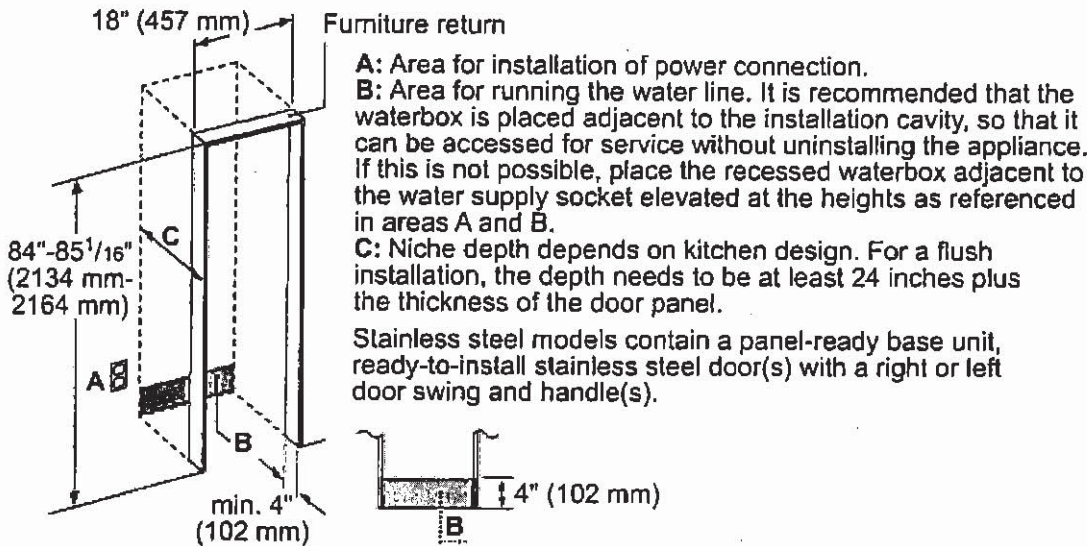 18" (457 mm)
Furniture return
A: Area for installation of power connection.
B: Area for running the water line. It is recommended that the
waterbox is placed adjacent to the installation cavity, so that it
can be accessed for service without uninstalling the appliance.
If this is not possible, place the recessed waterbox adjacent to
the water supply socket elevated at the heights as referenced
in areas A and B.
C: Niche depth depends on kitchen design. For a flush
installation, the depth needs to be at least 24 inches plus
the thickness of the door panel.
Stainless steel models contain a panel-ready base unit,
ready-to-install stainless steel door(s) with a right or left
door swing and handle(s).
C
84"-85 1/16"
(2134 mm-
2164 mm)
A
B
min. 4"
(102 mm)
4" (102 mm)
B